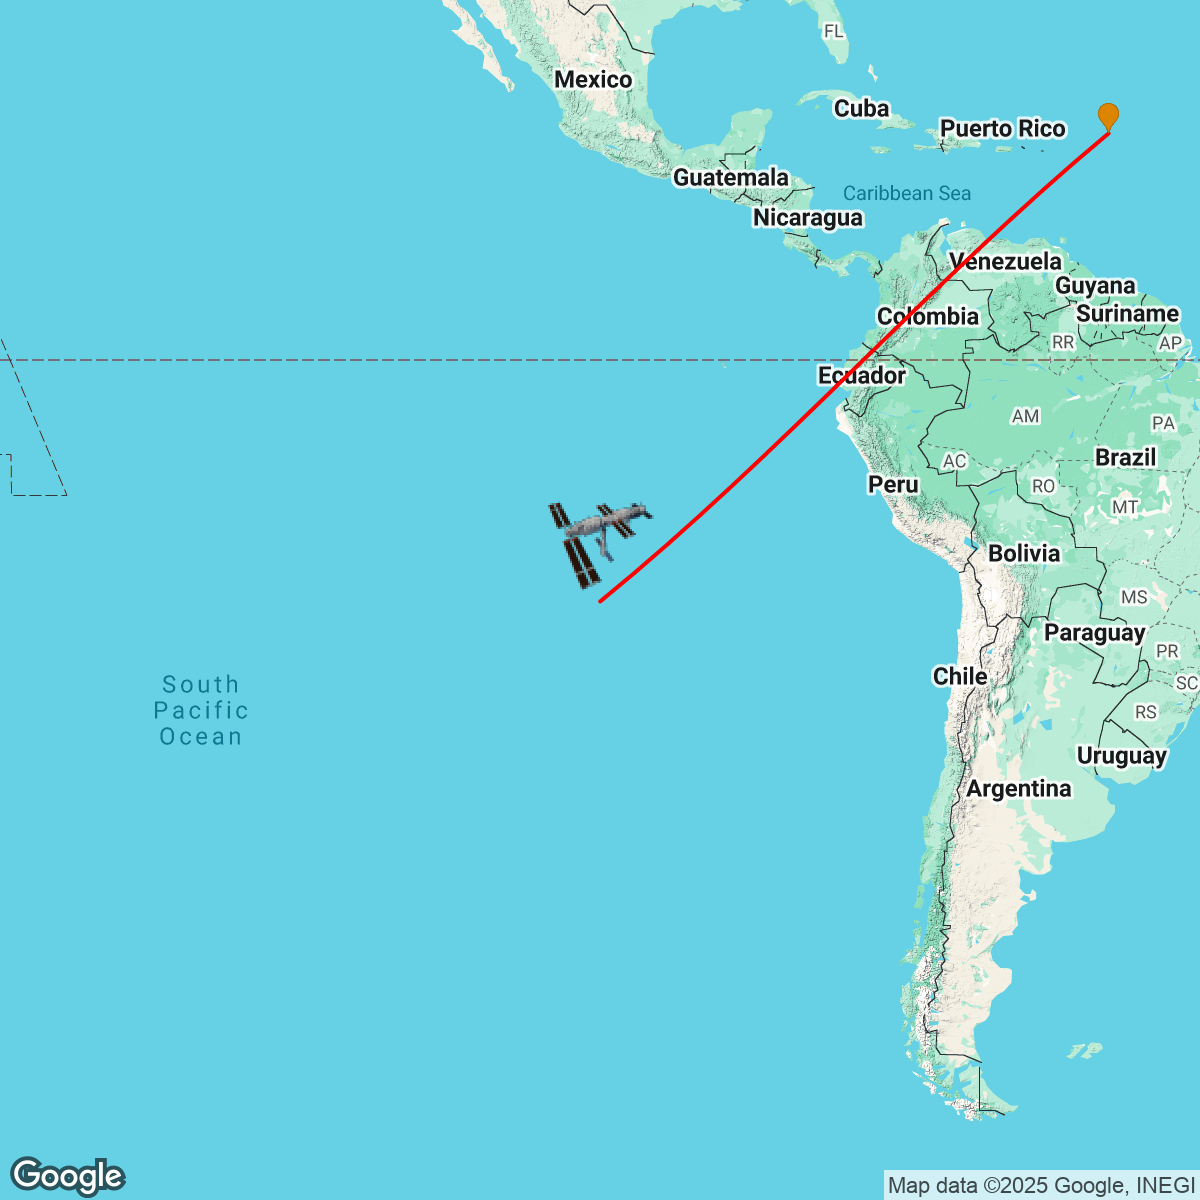 FL
Mexico
Cuba
Puerto Rico
Guatemala
Caribbean Sea
Nicaragua
Venezuela
Guyana
Colombia
Suriname
RR
AP
Ecuador
AM
PA
Brazil
AC
Peru
RO
MT
Bolivia
MS
Paraguay
PR
Chile
SC
South
Pacific
Ocean
RS
Uruguay
Argentina
Google
Map data ©2025 Google, INEGI